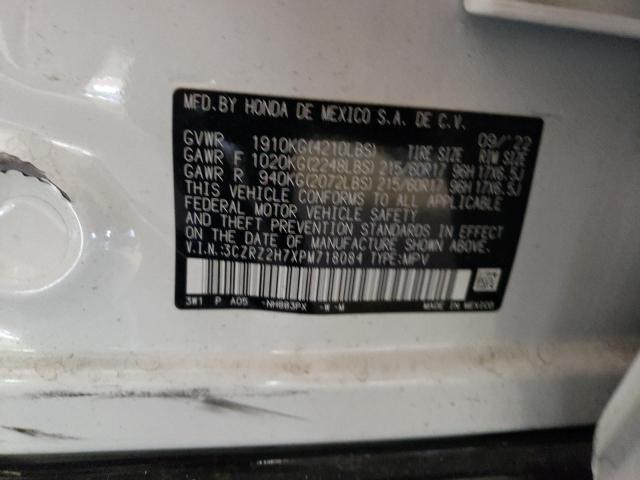 MFD.BY HONDA DE MEXICO S.A. DE C.V.
GVWR 1910KG(4210LBS) 09/'22
TIRE SIZE RIM SIZE
GAWR F 1020KG(2248LBS) 215/60R17 96H 17X6.5J
GAWR R 940KG(2072LBS) 215/60R17 96H 17X6.5J
THIS VEHICLE CONFORMS TO ALL APPLICABLE
FEDERAL MOTOR VEHICLE SAFETY
AND THEFT PREVENTION STANDARDS IN EFFECT
ON THE DATE OF MANUFACTURE SHOWN ABOVE.
V.I.N.:3CZRZ2H7XPM718084 TYPE:MPV
3W1 P A05 -NH883PX -W -M MADE IN MEXICO